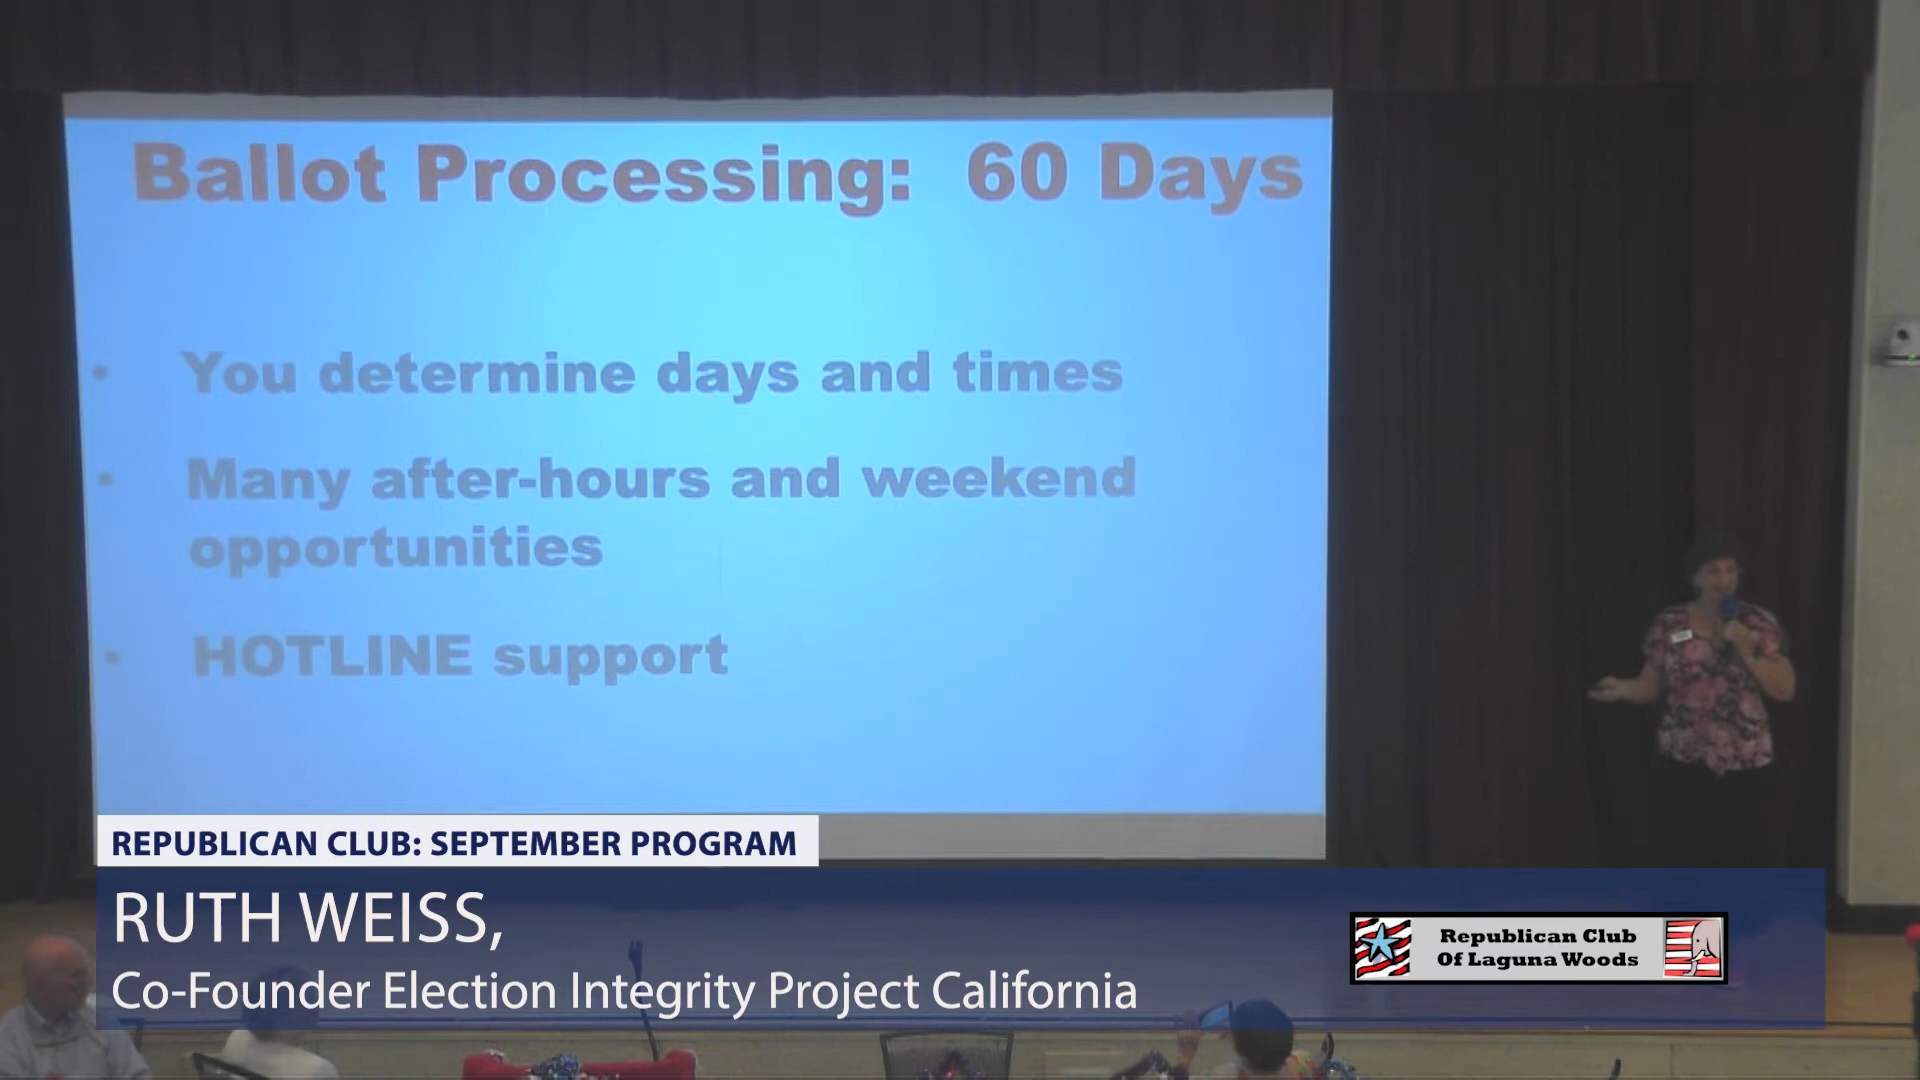 Ballot Processing: 60 Days
• You determine days and times
• Many after-hours and weekend
opportunities
• HOTLINE support
REPUBLICAN CLUB: SEPTEMBER PROGRAM
RUTH WEISS,
Co-Founder Election Integrity Project California
Republican Club
Of Laguna Woods